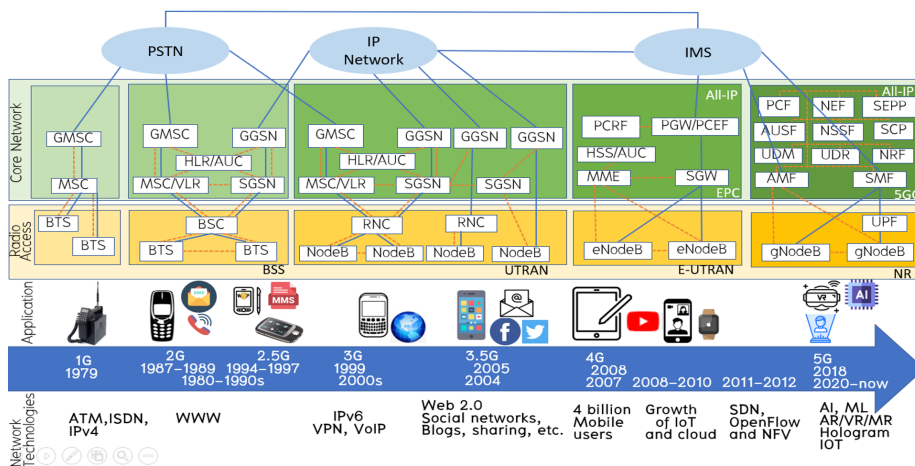 PSTN
IP
Network
IMS
Core Network
GMSC
MSC
GMSC
GGSN
HLR/AUC
MSC/VLR
SGSN
GMSC
GGSN
GGSN
GGSN
HLR/AUC
MSC/VLR
SGSN
SGSN
All-IP
PCRF
PGW/PCEF
HSS/AUC
MME
SGW
EPC
All-IP
PCF
NEF
SEPP
AUSF
NSSF
SCP
UDM
UDR
NRF
AMF
SMF
5GC
Radio
Access
BTS
BTS
BSC
BTS
BTS
BSS
RNC
RNC
NodeB
NodeB
NodeB
NodeB
UTRAN
eNodeB
eNodeB
E-UTRAN
UPF
gNodeB
gNodeB
NR
Application
SMS
MMS
@
VR
AI
1G
1979
2G
1987-1989
1980-1990s
2.5G
1994-1997
3G
1999
2000s
3.5G
2005
2004
4G
2008
2007
2008-2010
2011-2012
5G
2018
2020-now
Network
Technologies
ATM,ISDN,
IPv4
WWW
IPv6
VPN, VoIP
Web 2.0
Social networks,
Blogs, sharing, etc.
4 billion
Mobile
users
Growth
of IoT
and cloud
SDN,
OpenFlow
and NFV
AI, ML
AR/VR/MR
Hologram
IOT